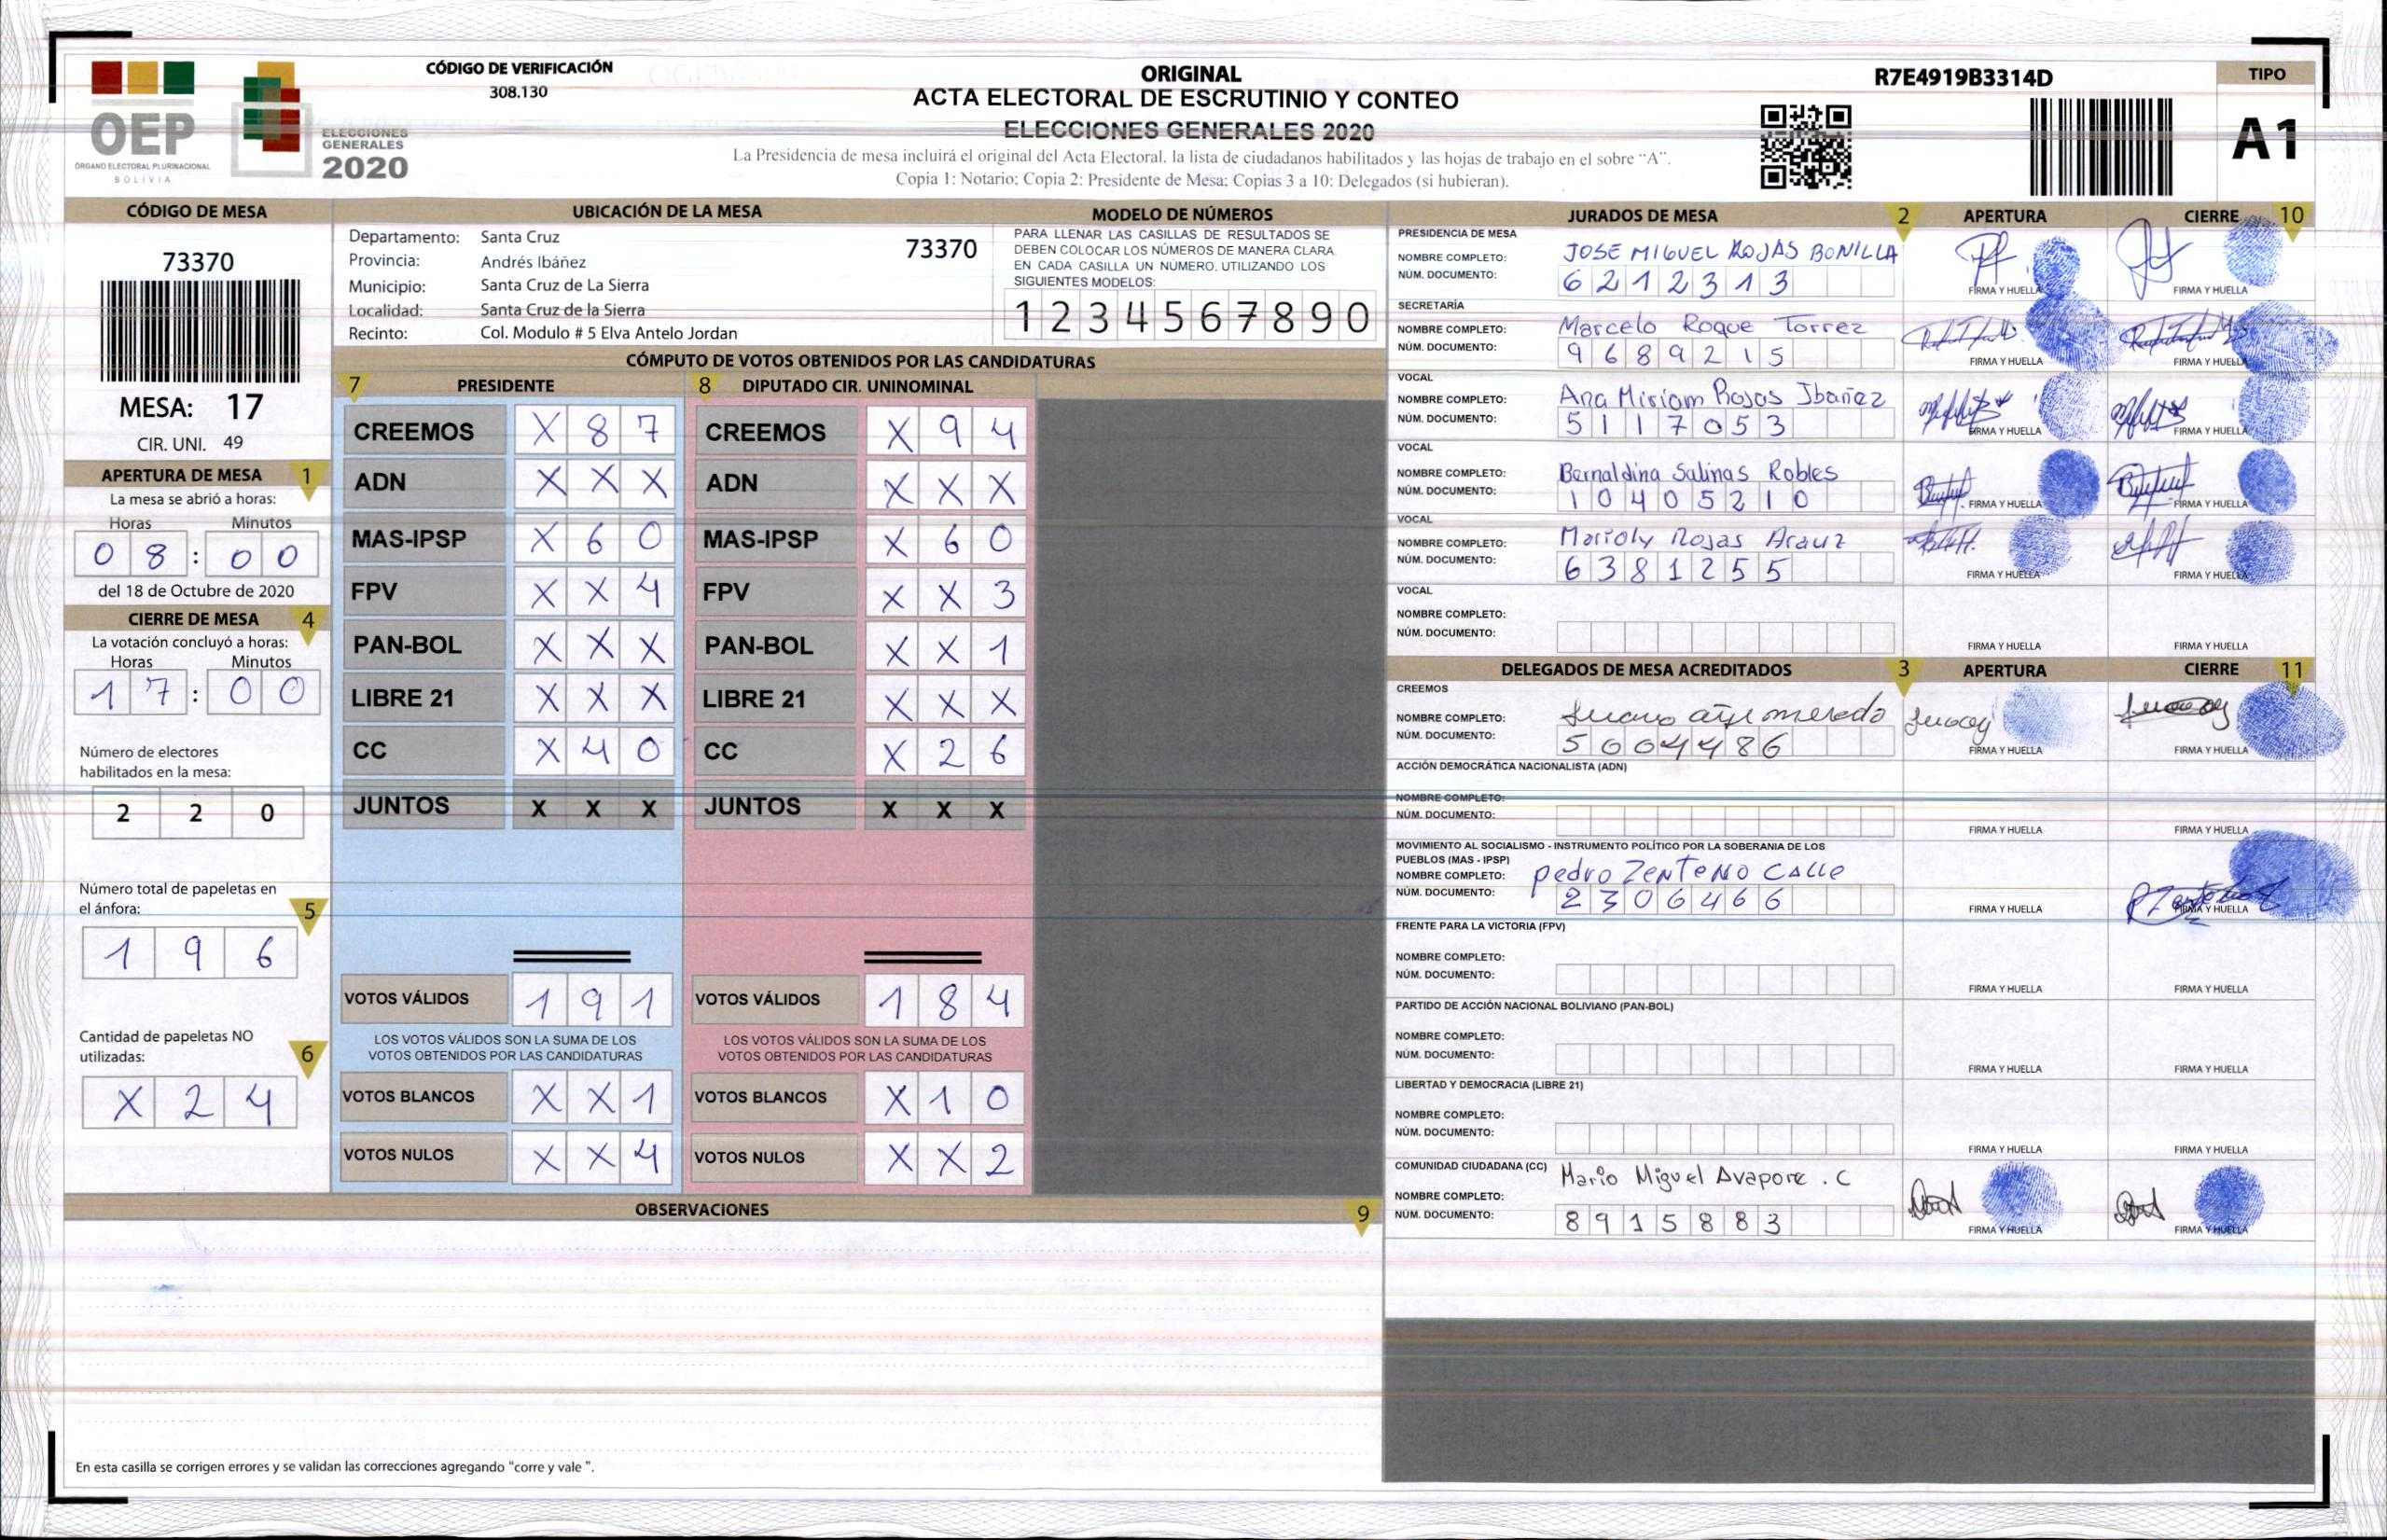 CÓDIGO DE VERIFICACIÓN
308.130
ORIGINAL
ACTA ELECTORAL DE ESCRUTINIO Y CONTEO
ELECCIONES GENERALES 2020
La Presidencia de mesa incluirá el original del Acta Electoral, la lista de ciudadanos habilitados y las hojas de trabajo en el sobre “A”.
Copia 1: Notario; Copia 2: Presidente de Mesa; Copias 3 a 10: Delegados (si hubieran).
R7E4919B3314D
TIPO
A1
OEP
ÓRGANO ELECTORAL PLURINACIONAL
BOLIVIA
ELECCIONES
GENERALES
2020
CÓDIGO DE MESA
73370
MESA: 17
CIR. UNI. 49
APERTURA DE MESA 1
La mesa se abrió a horas:
Horas Minutos
0 8 : 0 0
del 18 de Octubre de 2020
CIERRE DE MESA 4
La votación concluyó a horas:
Horas Minutos
1 7 : 0 0
Número de electores
habilitados en la mesa:
2 2 0
Número total de papeletas en
el ánfora: 5
1 9 6
Cantidad de papeletas NO
utilizadas: 6
X 2 4
UBICACIÓN DE LA MESA
Departamento: Santa Cruz
73370
Provincia: Andrés Ibáñez
Municipio: Santa Cruz de La Sierra
Localidad: Santa Cruz de la Sierra
Recinto: Col. Modulo # 5 Elva Antelo Jordan
MODELO DE NÚMEROS
PARA LLENAR LAS CASILLAS DE RESULTADOS SE
DEBEN COLOCAR LOS NÚMEROS DE MANERA CLARA
EN CADA CASILLA UN NÚMERO, UTILIZANDO LOS
SIGUIENTES MODELOS:
1 2 3 4 5 6 7 8 9 0
CÓMPUTO DE VOTOS OBTENIDOS POR LAS CANDIDATURAS
7 PRESIDENTE
CREEMOS X 8 7
ADN X X X
MAS-IPSP X 6 0
FPV X X 4
PAN-BOL X X X
LIBRE 21 X X X
CC X 4 0
JUNTOS X X X
VOTOS VÁLIDOS 1 9 1
LOS VOTOS VÁLIDOS SON LA SUMA DE LOS
VOTOS OBTENIDOS POR LAS CANDIDATURAS
VOTOS BLANCOS X X 1
VOTOS NULOS X X 4
8 DIPUTADO CIR. UNINOMINAL
CREEMOS X 9 4
ADN X X X
MAS-IPSP X 6 0
FPV X X 3
PAN-BOL X X 1
LIBRE 21 X X X
CC X 2 6
JUNTOS X X X
VOTOS VÁLIDOS 1 8 4
LOS VOTOS VÁLIDOS SON LA SUMA DE LOS
VOTOS OBTENIDOS POR LAS CANDIDATURAS
VOTOS BLANCOS X 1 0
VOTOS NULOS X X 2
OBSERVACIONES 9
En esta casilla se corrigen errores y se validan las correcciones agregando "corre y vale ".
JURADOS DE MESA 2 APERTURA CIERRE 10
PRESIDENCIA DE MESA
NOMBRE COMPLETO: JOSE MIGUEL ROJAS BONILLA
NÚM. DOCUMENTO: 6 2 1 2 3 1 3
FIRMA Y HUELLA FIRMA Y HUELLA
SECRETARÍA
NOMBRE COMPLETO: Marcelo Roque Torrez
NÚM. DOCUMENTO: 9 6 8 9 2 1 5
FIRMA Y HUELLA FIRMA Y HUELLA
VOCAL
NOMBRE COMPLETO: Ana Miriam Rojas Ibañez
NÚM. DOCUMENTO: 5 1 1 7 0 5 3
FIRMA Y HUELLA FIRMA Y HUELLA
VOCAL
NOMBRE COMPLETO: Bernaldina Salinas Robles
NÚM. DOCUMENTO: 1 0 4 0 5 2 1 0
FIRMA Y HUELLA FIRMA Y HUELLA
VOCAL
NOMBRE COMPLETO: Marioly Rojas Arauz
NÚM. DOCUMENTO: 6 3 8 1 2 5 5
FIRMA Y HUELLA FIRMA Y HUELLA
VOCAL
NOMBRE COMPLETO:
NÚM. DOCUMENTO:
FIRMA Y HUELLA FIRMA Y HUELLA
DELEGADOS DE MESA ACREDITADOS 3 APERTURA CIERRE 11
CREEMOS
NOMBRE COMPLETO:
NÚM. DOCUMENTO: 5 0 0 4 4 8 6
FIRMA Y HUELLA FIRMA Y HUELLA
ACCIÓN DEMOCRÁTICA NACIONALISTA (ADN)
NOMBRE COMPLETO:
NÚM. DOCUMENTO:
FIRMA Y HUELLA FIRMA Y HUELLA
MOVIMIENTO AL SOCIALISMO - INSTRUMENTO POLÍTICO POR LA SOBERANIA DE LOS
PUEBLOS (MAS - IPSP)
NOMBRE COMPLETO: pedro ZENTENO CALLE
NÚM. DOCUMENTO: 2 3 0 6 4 6 6
FIRMA Y HUELLA FIRMA Y HUELLA
FRENTE PARA LA VICTORIA (FPV)
NOMBRE COMPLETO:
NÚM. DOCUMENTO:
FIRMA Y HUELLA FIRMA Y HUELLA
PARTIDO DE ACCIÓN NACIONAL BOLIVIANO (PAN-BOL)
NOMBRE COMPLETO:
NÚM. DOCUMENTO:
FIRMA Y HUELLA FIRMA Y HUELLA
LIBERTAD Y DEMOCRACIA (LIBRE 21)
NOMBRE COMPLETO:
NÚM. DOCUMENTO:
FIRMA Y HUELLA FIRMA Y HUELLA
COMUNIDAD CIUDADANA (CC)
NOMBRE COMPLETO: Mario Miguel Avapore . C
NÚM. DOCUMENTO: 8 9 1 5 8 8 3
FIRMA Y HUELLA FIRMA Y HUELLA